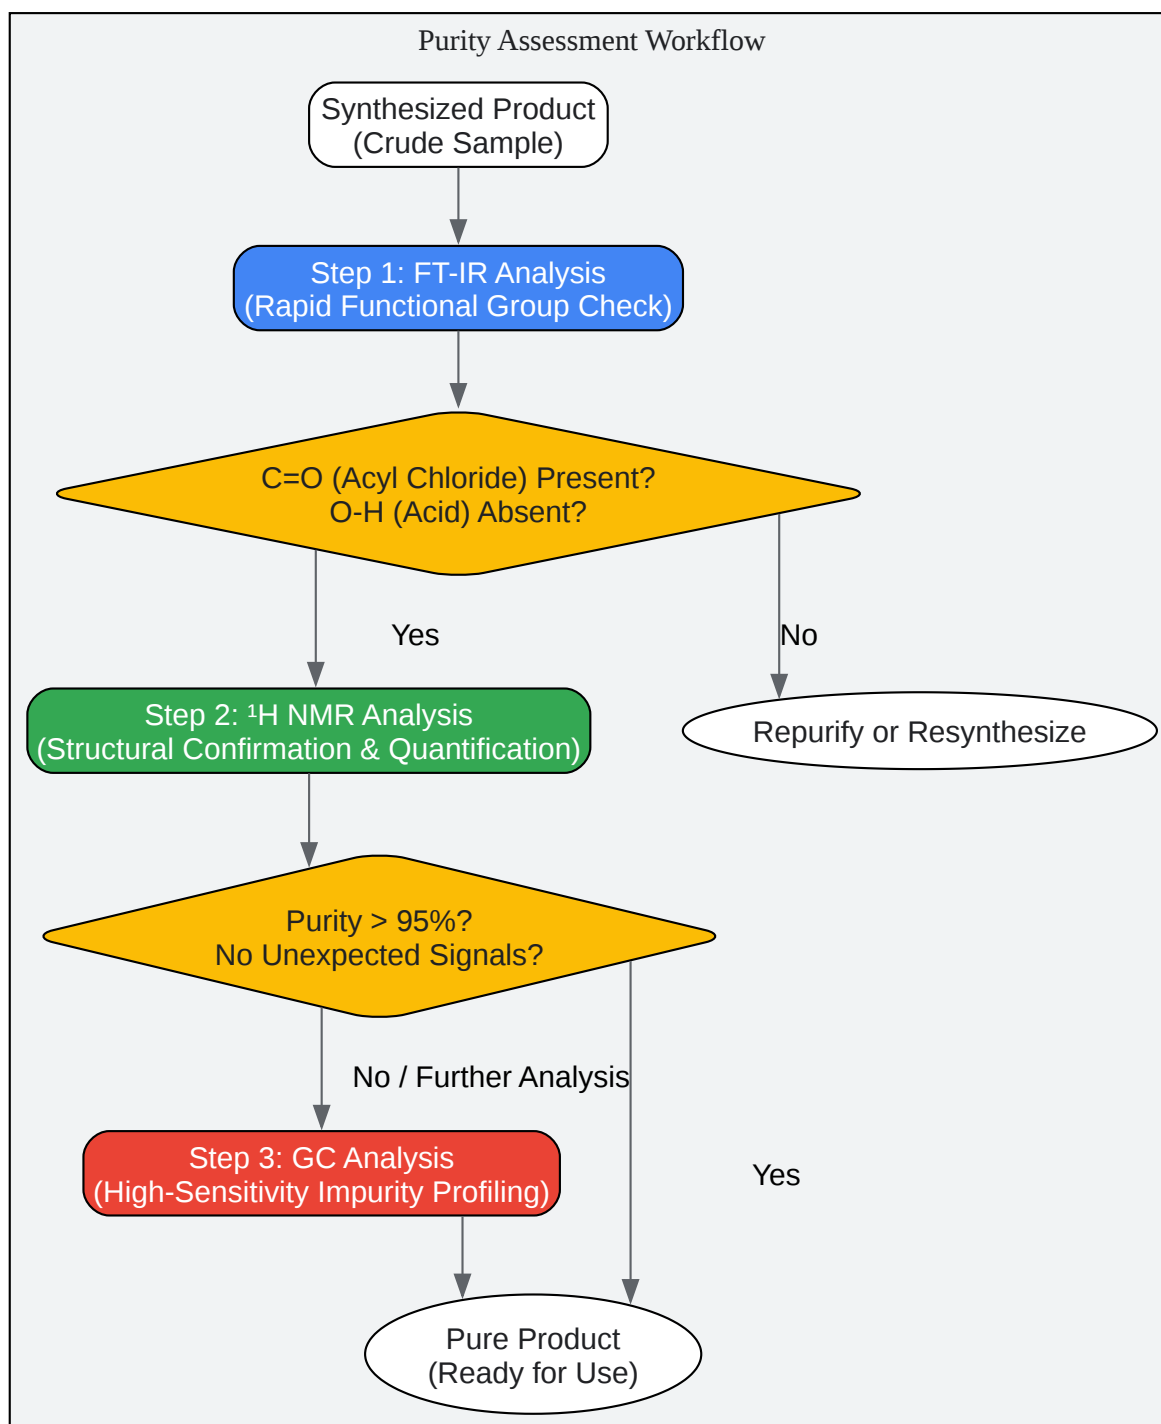 Purity Assessment Workflow
Synthesized Product
(Crude Sample)
Step 1: FT-IR Analysis
(Rapid Functional Group Check)
C=O (Acyl Chloride) Present?
O-H (Acid) Absent?
Yes
No
Step 2: ¹H NMR Analysis
(Structural Confirmation & Quantification)
Repurify or Resynthesize
Purity > 95%?
No Unexpected Signals?
No / Further Analysis
Step 3: GC Analysis
(High-Sensitivity Impurity Profiling)
Yes
Pure Product
(Ready for Use)